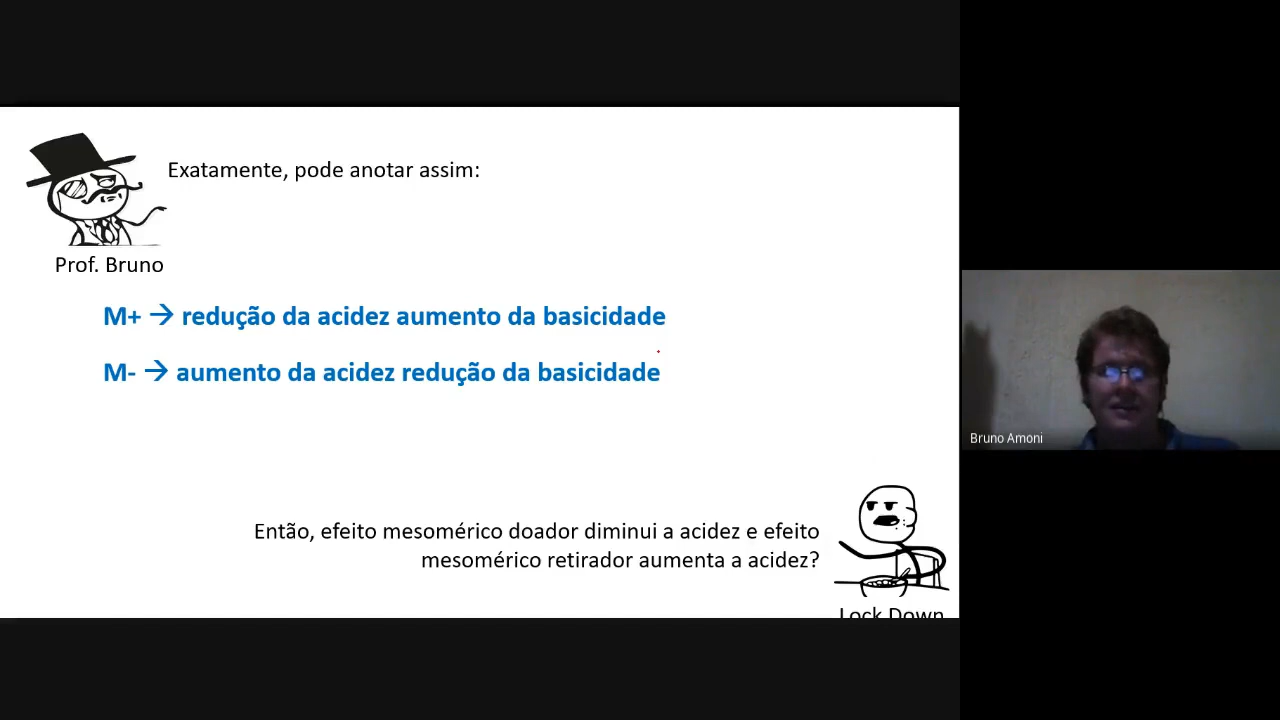 Exatamente, pode anotar assim:
Prof. Bruno
M+ → redução da acidez aumento da basicidade
M- → aumento da acidez redução da basicidade
Bruno Amoni
Então, efeito mesomérico doador diminui a acidez e efeito
mesomérico retirador aumenta a acidez?
Lock Down